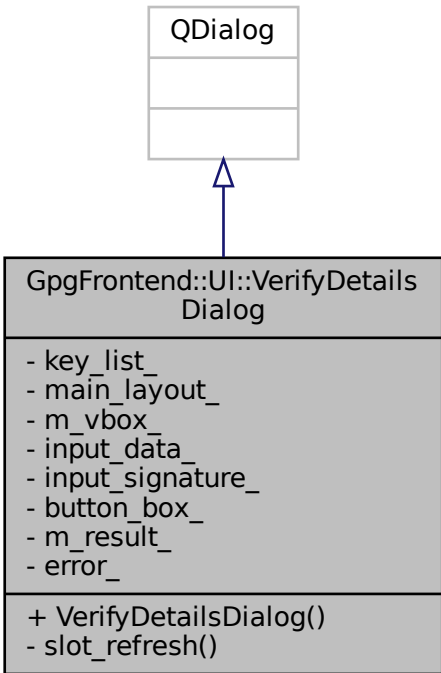 QDialog
GpgFrontend::UI::VerifyDetails
Dialog
- key_list_
- main_layout_
- m_vbox_
- input_data_
- input_signature_
- button_box_
- m_result_
- error_
+ VerifyDetailsDialog()
- slot_refresh()